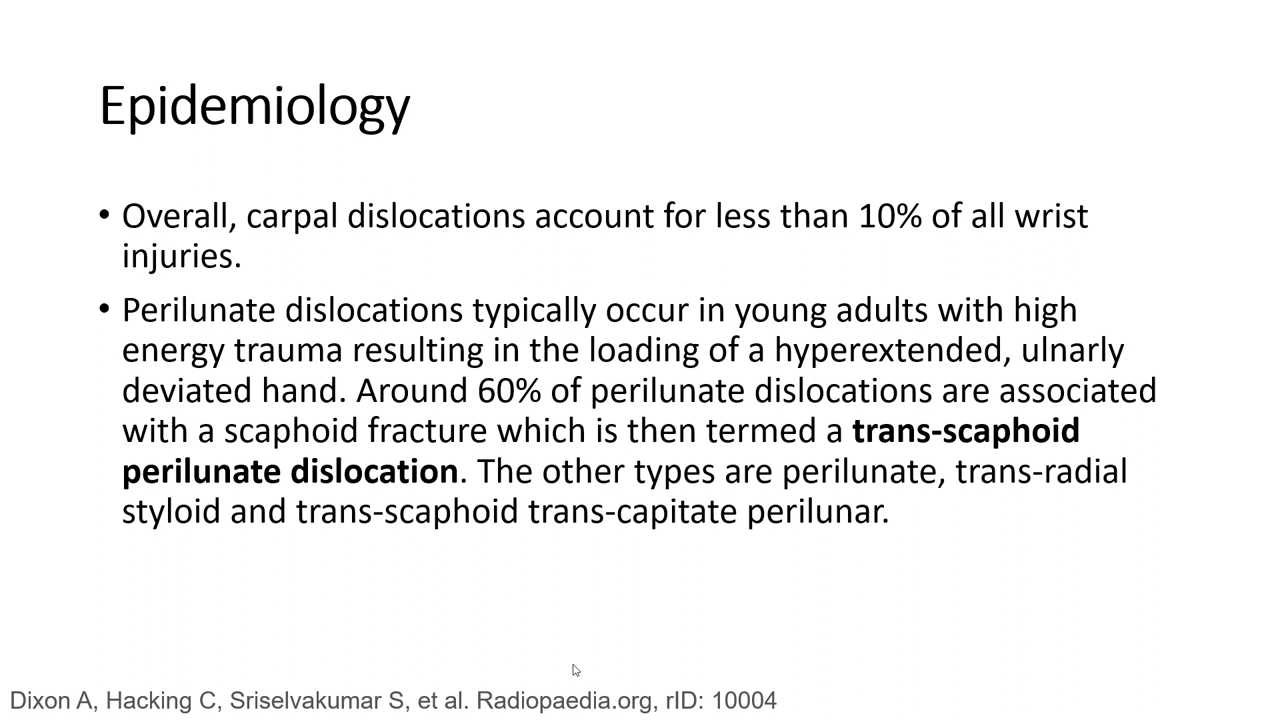 Epidemiology
• Overall, carpal dislocations account for less than 10% of all wrist
injuries.
• Perilunate dislocations typically occur in young adults with high
energy trauma resulting in the loading of a hyperextended, ulnarly
deviated hand. Around 60% of perilunate dislocations are associated
with a scaphoid fracture which is then termed a trans-scaphoid
perilunate dislocation. The other types are perilunate, trans-radial
styloid and trans-scaphoid trans-capitate perilunar.
Dixon A, Hacking C, Sriselvakumar S, et al. Radiopaedia.org, rID: 10004